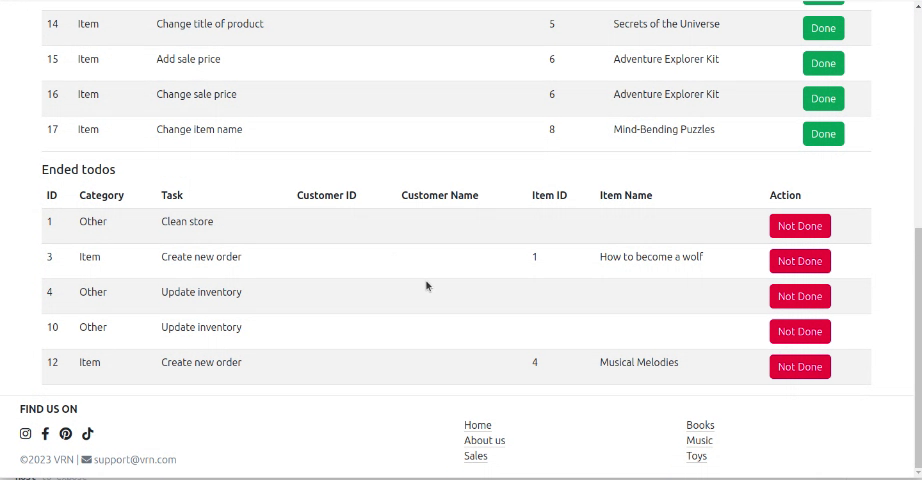 14 Item Change title of product 5 Secrets of the Universe Done
15 Item Add sale price 6 Adventure Explorer Kit Done
16 Item Change sale price 6 Adventure Explorer Kit Done
17 Item Change item name 8 Mind-Bending Puzzles Done
Ended todos
ID Category Task Customer ID Customer Name Item ID Item Name Action
1 Other Clean store Not Done
3 Item Create new order 1 How to become a wolf Not Done
4 Other Update inventory Not Done
10 Other Update inventory Not Done
12 Item Create new order 4 Musical Melodies Not Done
FIND US ON
Home Books
About us Music
Sales Toys
©2023 VRN | support@vrn.com